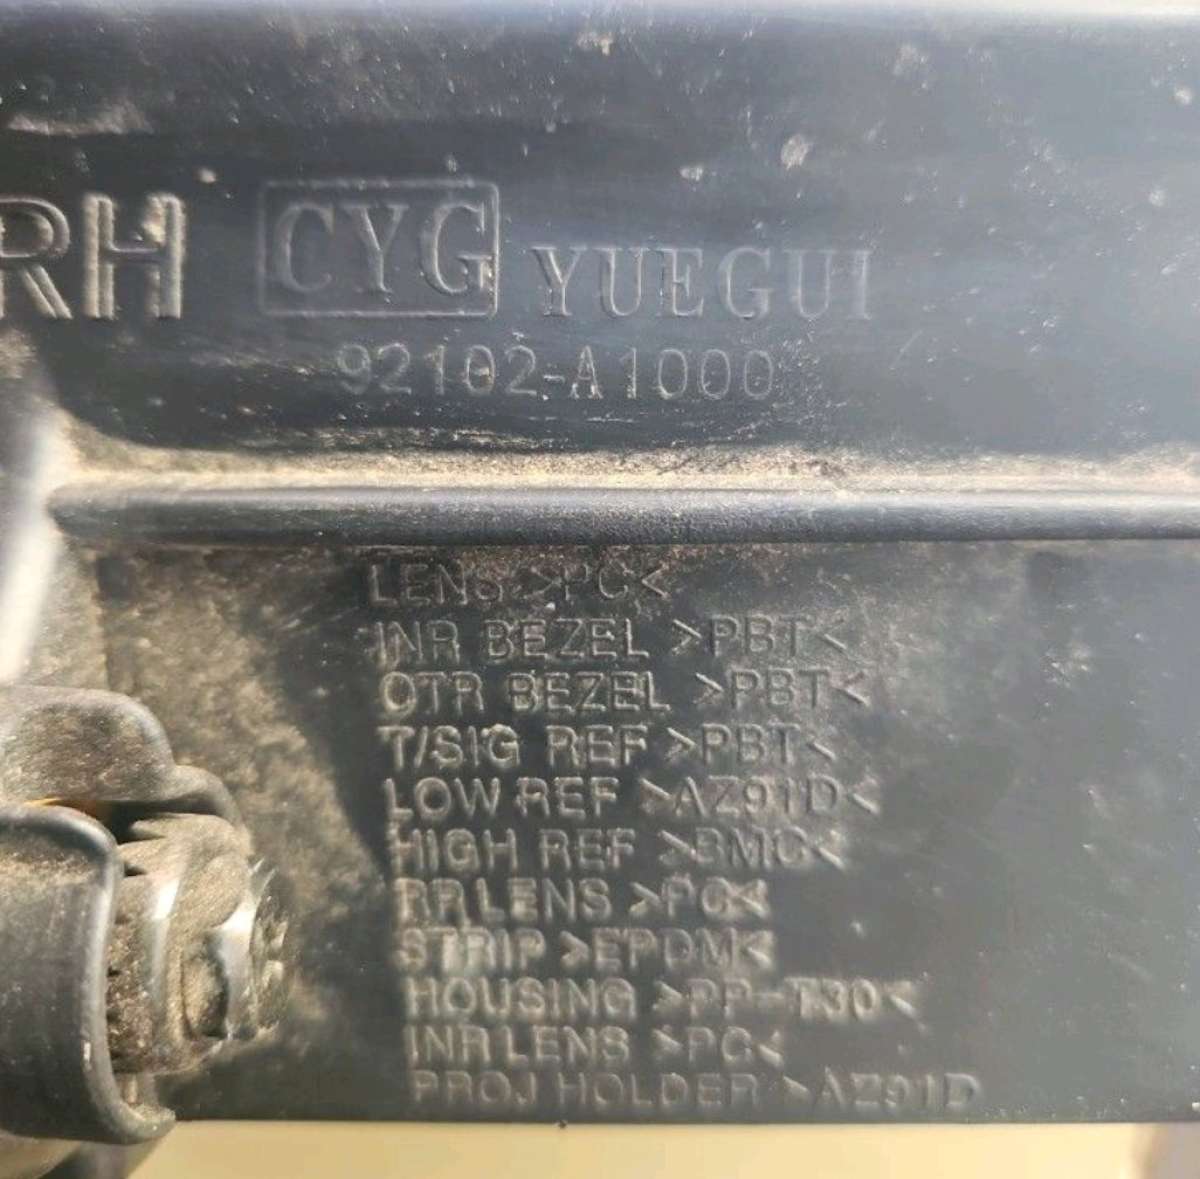 RH CYG YUEGUI
92102-A1000
LENS >PC<
INR BEZEL >PBT<
OTR BEZEL >PBT<
T/SIG REF >PBT<
LOW REF >AZ91D<
HIGH REF >BMC<
RR LENS >PC<
STRIP >EPDM<
HOUSING >PP-T30<
INR LENS >PC<
PROJ HOLDER >AZ91D